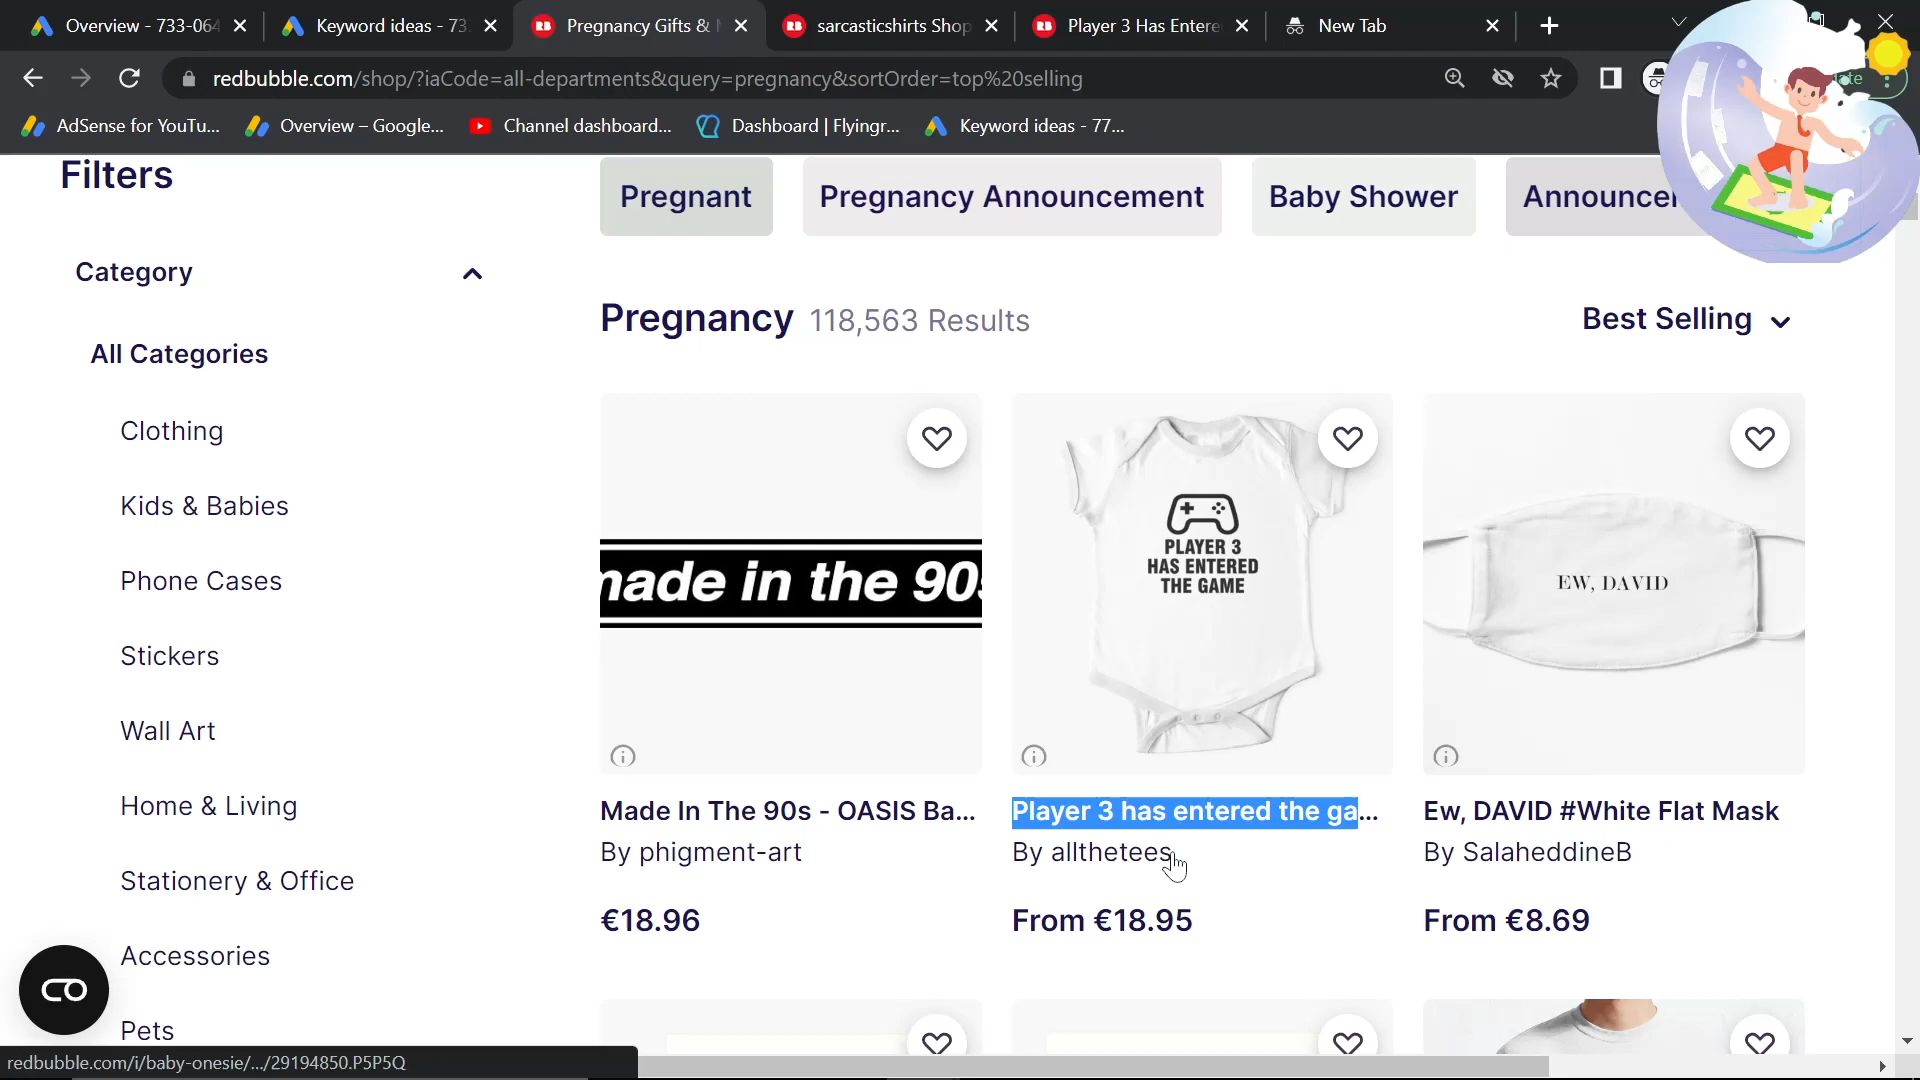 Overview - 733-064
Keyword ideas - 73
Pregnancy Gifts &
sarcasticshirts Shop
Player 3 Has Entere
New Tab
redbubble.com/shop/?iaCode=all-departments&query=pregnancy&sortOrder=top%20selling
AdSense for YouTu...
Overview – Google...
Channel dashboard...
Dashboard | Flyingr...
Keyword ideas - 77...
Filters
Pregnant
Pregnancy Announcement
Baby Shower
Category
Pregnancy 118,563 Results
Best Selling
All Categories
Clothing
Kids & Babies
Phone Cases
Stickers
Wall Art
Home & Living
Stationery & Office
Accessories
Pets
made in the 90s
PLAYER 3
HAS ENTERED
THE GAME
EW, DAVID
Made In The 90s - OASIS Ba...
By phigment-art
€18.96
Player 3 has entered the ga...
By allthetees
From €18.95
Ew, DAVID #White Flat Mask
By SalaheddineB
From €8.69
redbubble.com/i/baby-onesie/.../29194850.P5P5Q